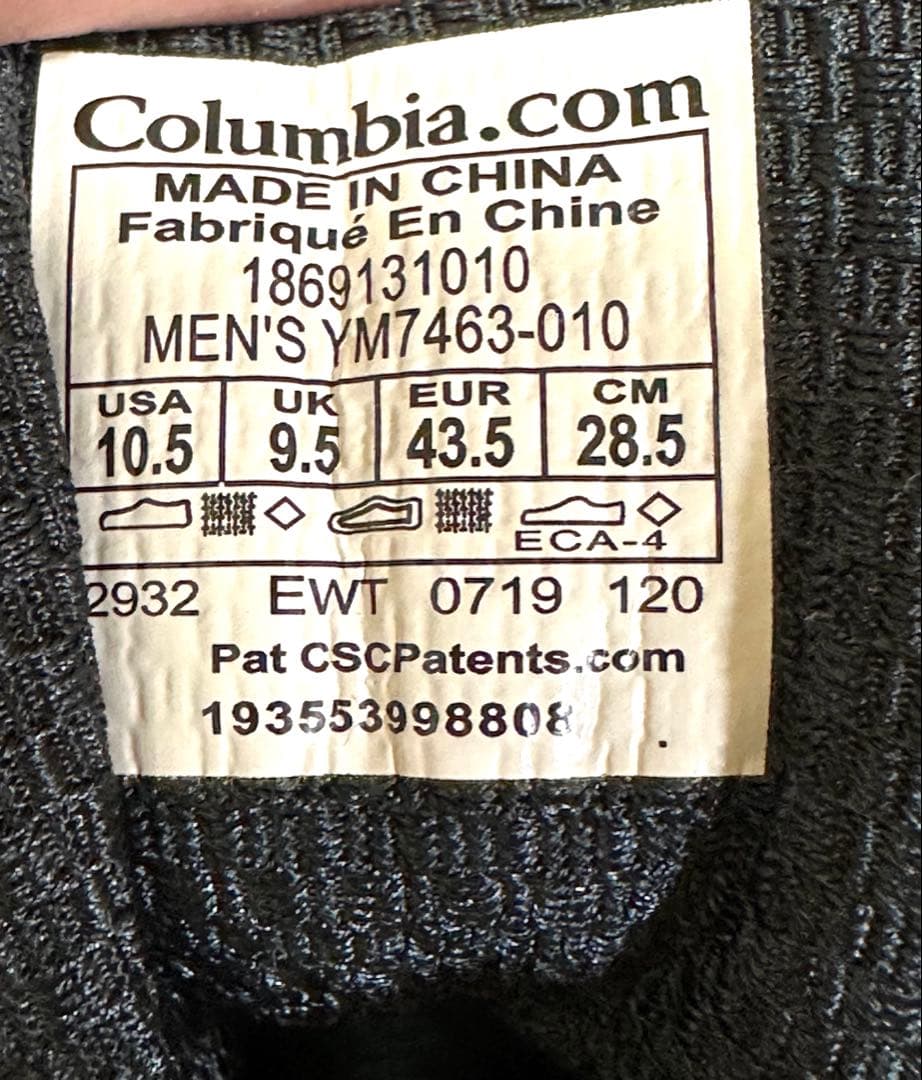 Columbia.com
MADE IN CHINA
Fabriqué En Chine
1869131010
MEN'S YM7463-010
USA UK EUR CM
10.5 9.5 43.5 28.5
ECA-4
2932 EWT 0719 120
Pat CSCPatents.com
193553998808